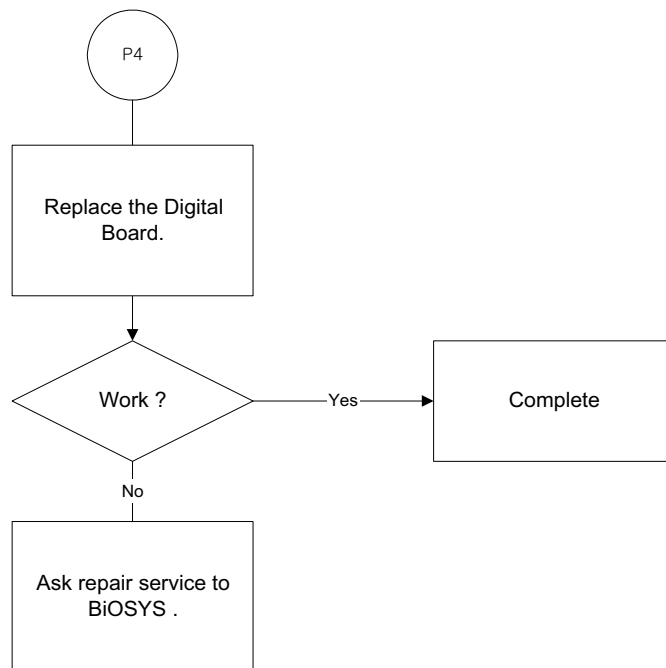 P4
Replace the Digital
Board.
Work ?
Yes
Complete
No
Ask repair service to
BiOSYS .